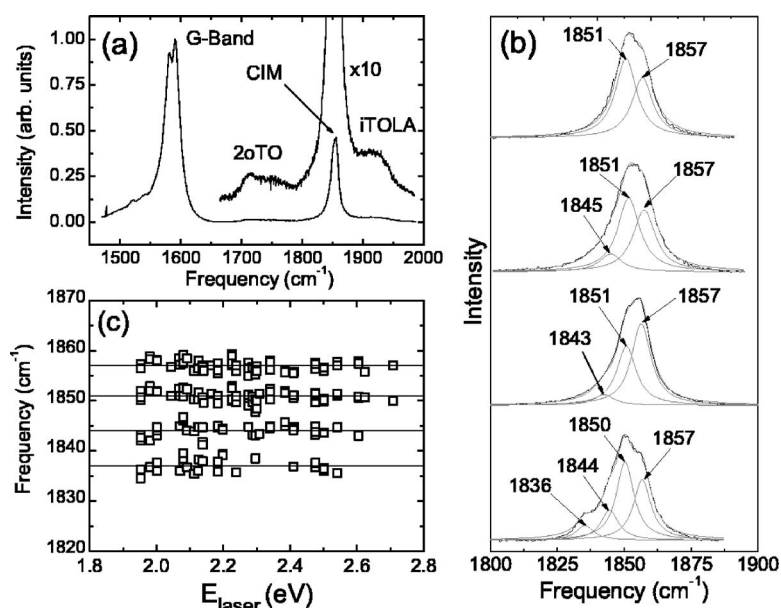 (a)
G-Band
CIM
x10
iTOLA
2oTO
Intensity (arb. units)
1.00
0.75
0.50
0.25
0.00
1500 1600 1700 1800 1900 2000
Frequency (cm-1)
(b)
1851
1857
1851
1857
1845
1851
1857
1843
1850
1857
1844
1836
Intensity
1800 1825 1850 1875 1900
Frequency (cm-1)
(c)
Frequency (cm-1)
1870
1860
1850
1840
1830
1820
1.8 2.0 2.2 2.4 2.6 2.8
Elaser (eV)